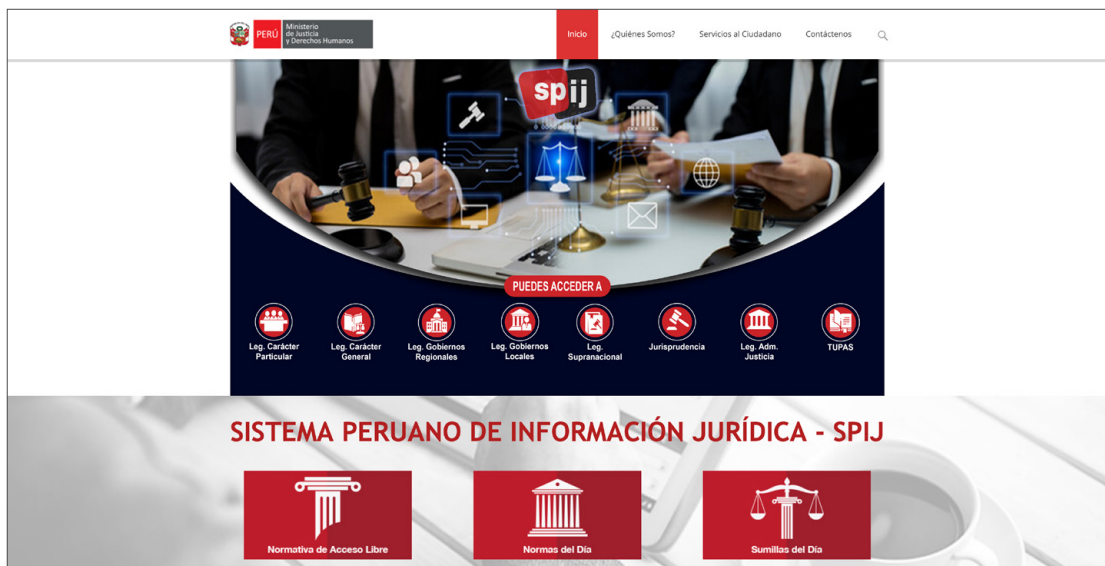 PERÚ
Ministerio
de Justicia
y Derechos Humanos
Inicio
¿Quiénes Somos?
Servicios al Ciudadano
Contáctenos
spij
PUEDES ACCEDER A
Leg. Carácter
Particular
Leg. Carácter
General
Leg. Gobiernos
Regionales
Leg. Gobiernos
Locales
Leg.
Supranacional
Jurisprudencia
Leg. Adm.
Justicia
TUPAS
SISTEMA PERUANO DE INFORMACIÓN JURÍDICA - SPIJ
Normativa de Acceso Libre
Normas del Día
Sumillas del Día